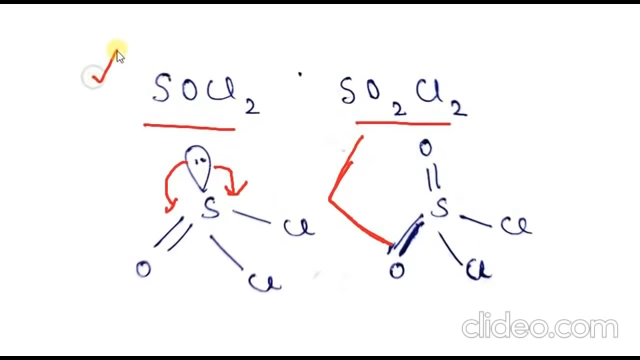 SOCl2 SO2Cl2
O
S S
Cl Cl
O Cl O Cl
clideo.com